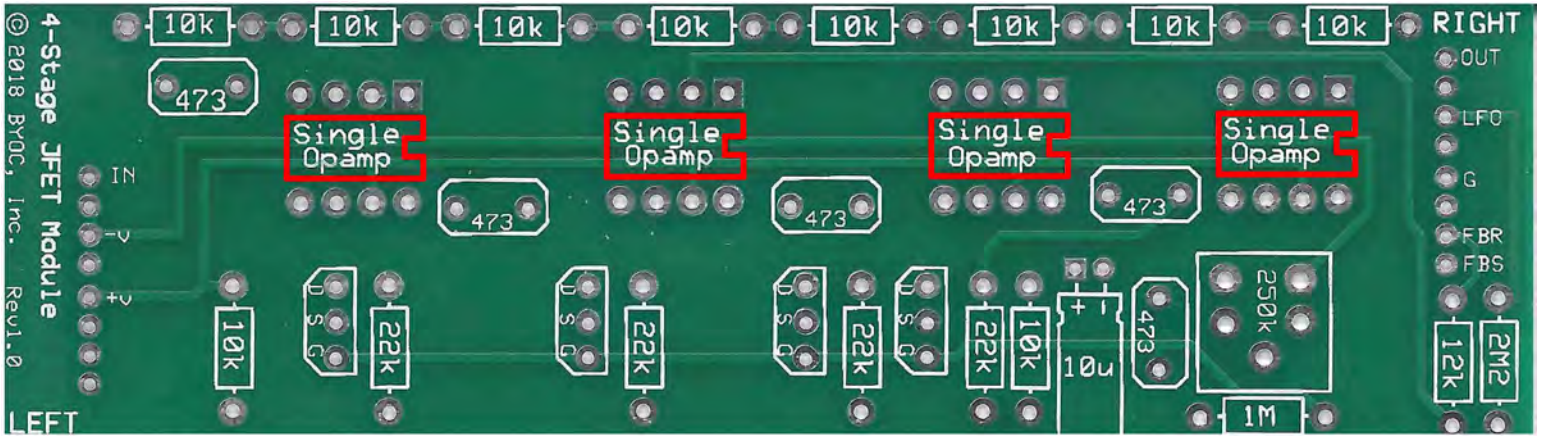 4-Stage JFET Module
© 2018 BYOC, Inc. Rev1.0
10k
10k
10k
10k
10k
10k
10k
10k
RIGHT
473
OUT
LFO
G
FBR
FBS
Single
Opamp
Single
Opamp
Single
Opamp
Single
Opamp
IN
-v
+v
473
473
473
10k
D
S
G
22k
D
S
G
22k
D
S
G
22k
D
S
G
22k
10k
+ -
10u
473
250k
12k
2M2
1M
LEFT